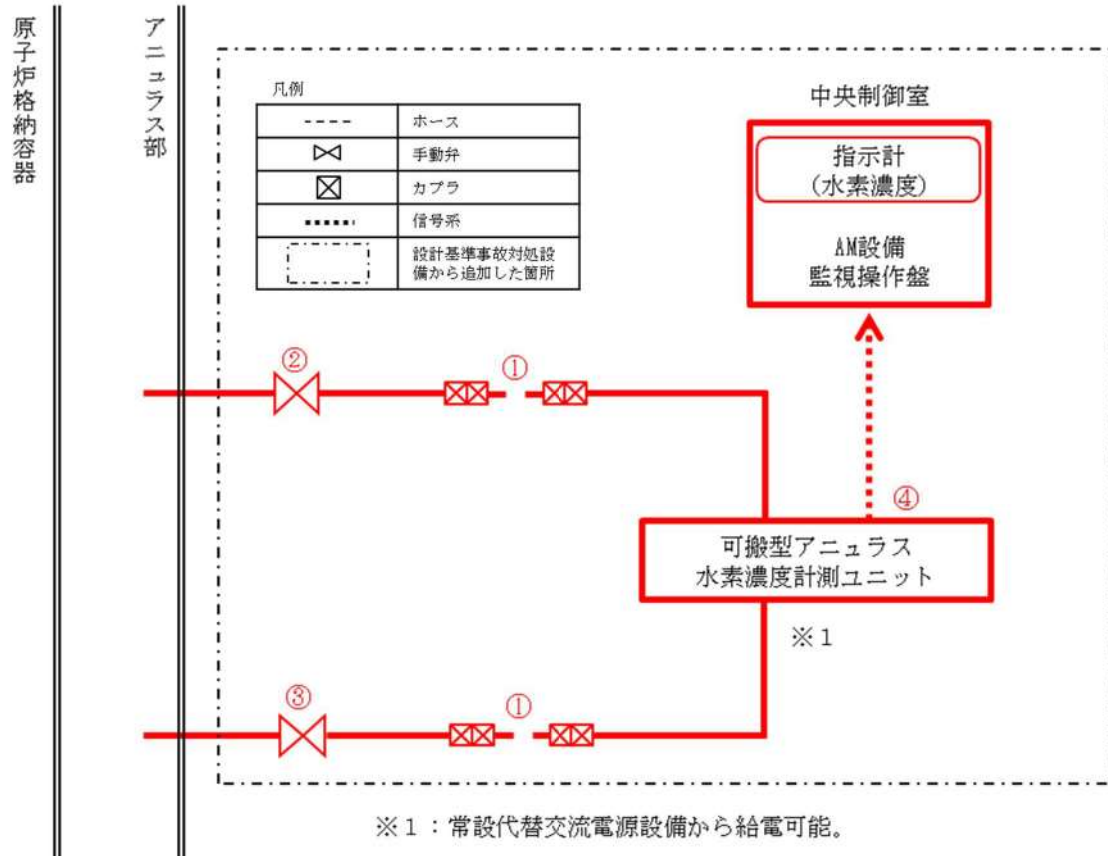 原子炉格納容器
アニュラス部
凡例
ホース
手動弁
カプラ
信号系
設計基準事故対処設
備から追加した箇所
中央制御室
指示計
(水素濃度)
AM設備
監視操作盤
②
①
④
可搬型アニュラス
水素濃度計測ユニット
※1
③
①
※1：常設代替交流電源設備から給電可能。